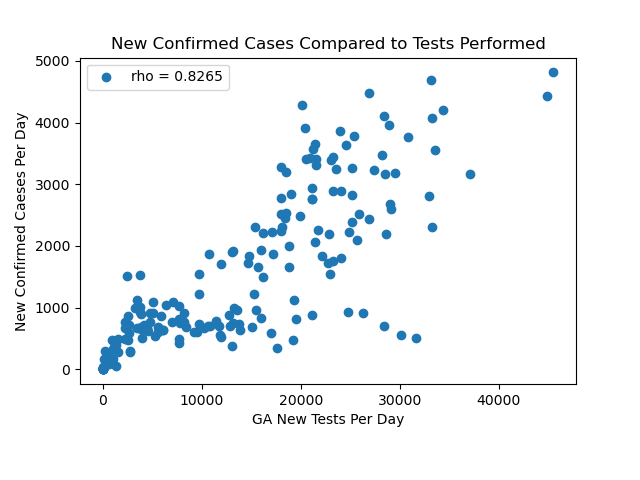 New Confirmed Cases Compared to Tests Performed
rho = 0.8265
5000
4000
3000
2000
1000
0
New Confirmed Caeses Per Day
0 10000 20000 30000 40000
GA New Tests Per Day